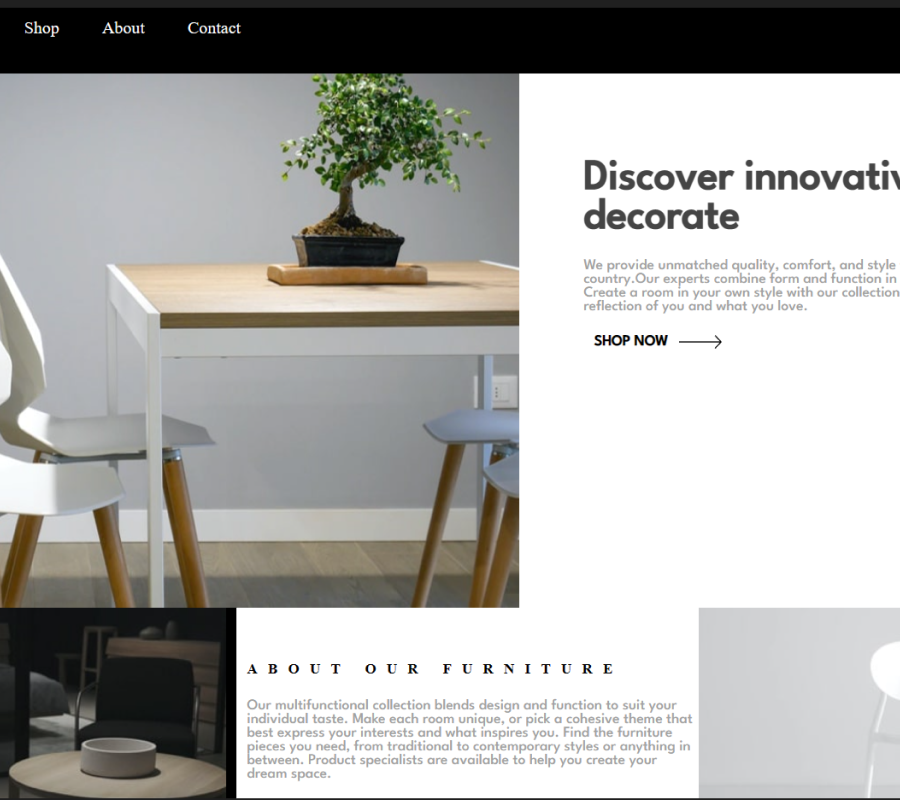 Shop About Contact
Discover innovativ
decorate
We provide unmatched quality, comfort, and style
country.Our experts combine form and function in
Create a room in your own style with our collection
reflection of you and what you love.
SHOP NOW
ABOUT OUR FURNITURE
Our multifunctional collection blends design and function to suit your
individual taste. Make each room unique, or pick a cohesive theme that
best express your interests and what inspires you. Find the furniture
pieces you need, from traditional to contemporary styles or anything in
between. Product specialists are available to help you create your
dream space.